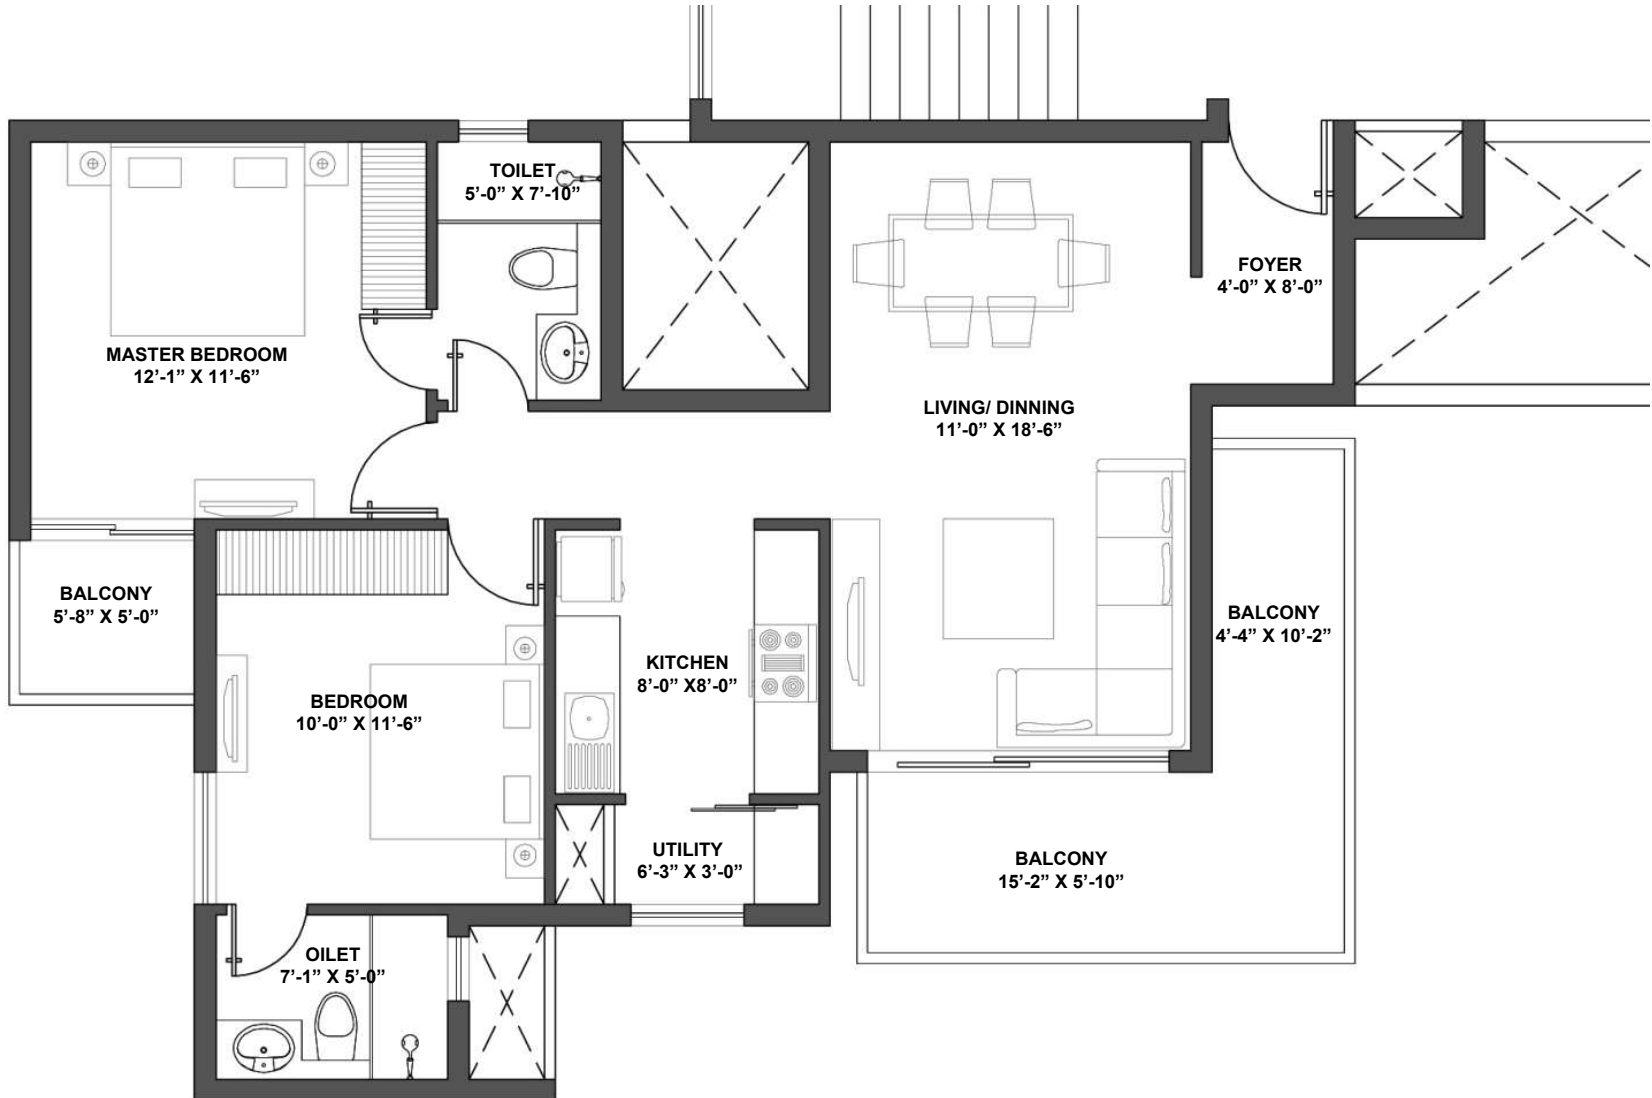 TOILET
5’-0” X 7’-10”
FOYER
4’-0” X 8’-0”
MASTER BEDROOM
12’-1” X 11’-6”
LIVING/ DINNING
11’-0” X 18’-6”
BALCONY
5’-8” X 5’-0”
BALCONY
4’-4” X 10’-2”
KITCHEN
8’-0” X8’-0”
BEDROOM
10’-0” X 11’-6”
UTILITY
6’-3” X 3’-0”
BALCONY
15’-2” X 5’-10”
OILET
7’-1” X 5’-0”